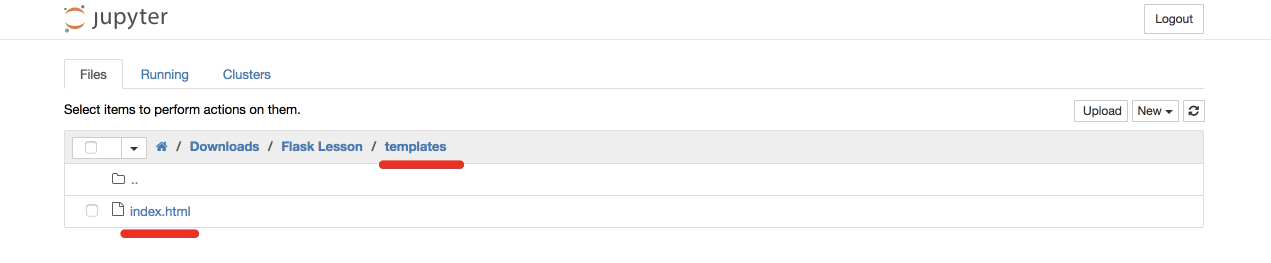 jupyter
Logout
Files Running Clusters
Select items to perform actions on them.
Upload New
/ Downloads / Flask Lesson / templates
..
index.html